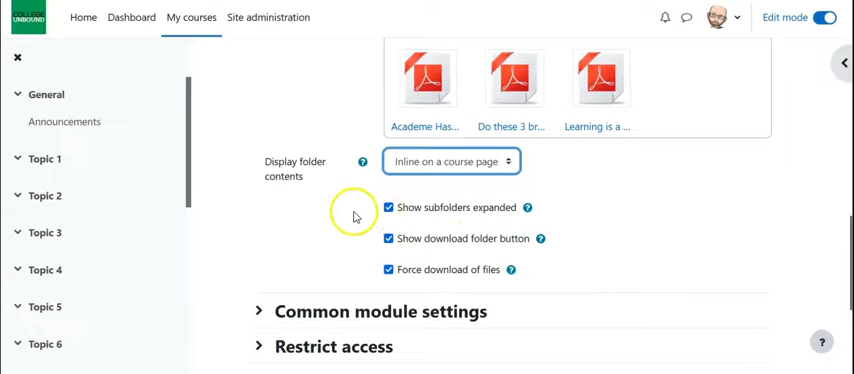 COLLEGE
UNBOUND
Home Dashboard My courses Site administration Edit mode
General
Announcements
Topic 1
Topic 2
Topic 3
Topic 4
Topic 5
Topic 6
Academe Has... Do these 3 br... Learning is a ...
Display folder
contents
? Inline on a course page
Show subfolders expanded ?
Show download folder button ?
Force download of files ?
Common module settings
Restrict access
?